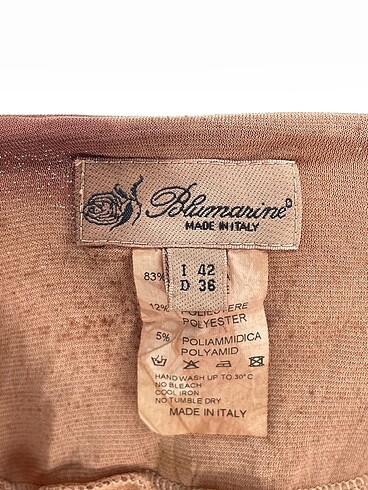 Blumarine
MADE IN ITALY
I 42
D 36
83%
12%
POLYESTER
5% POLIAMMIDICA
POLYAMID
HAND WASH UP TO 30°C
NO BLEACH
COOL IRON
NO TUMBLE DRY
MADE IN ITALY